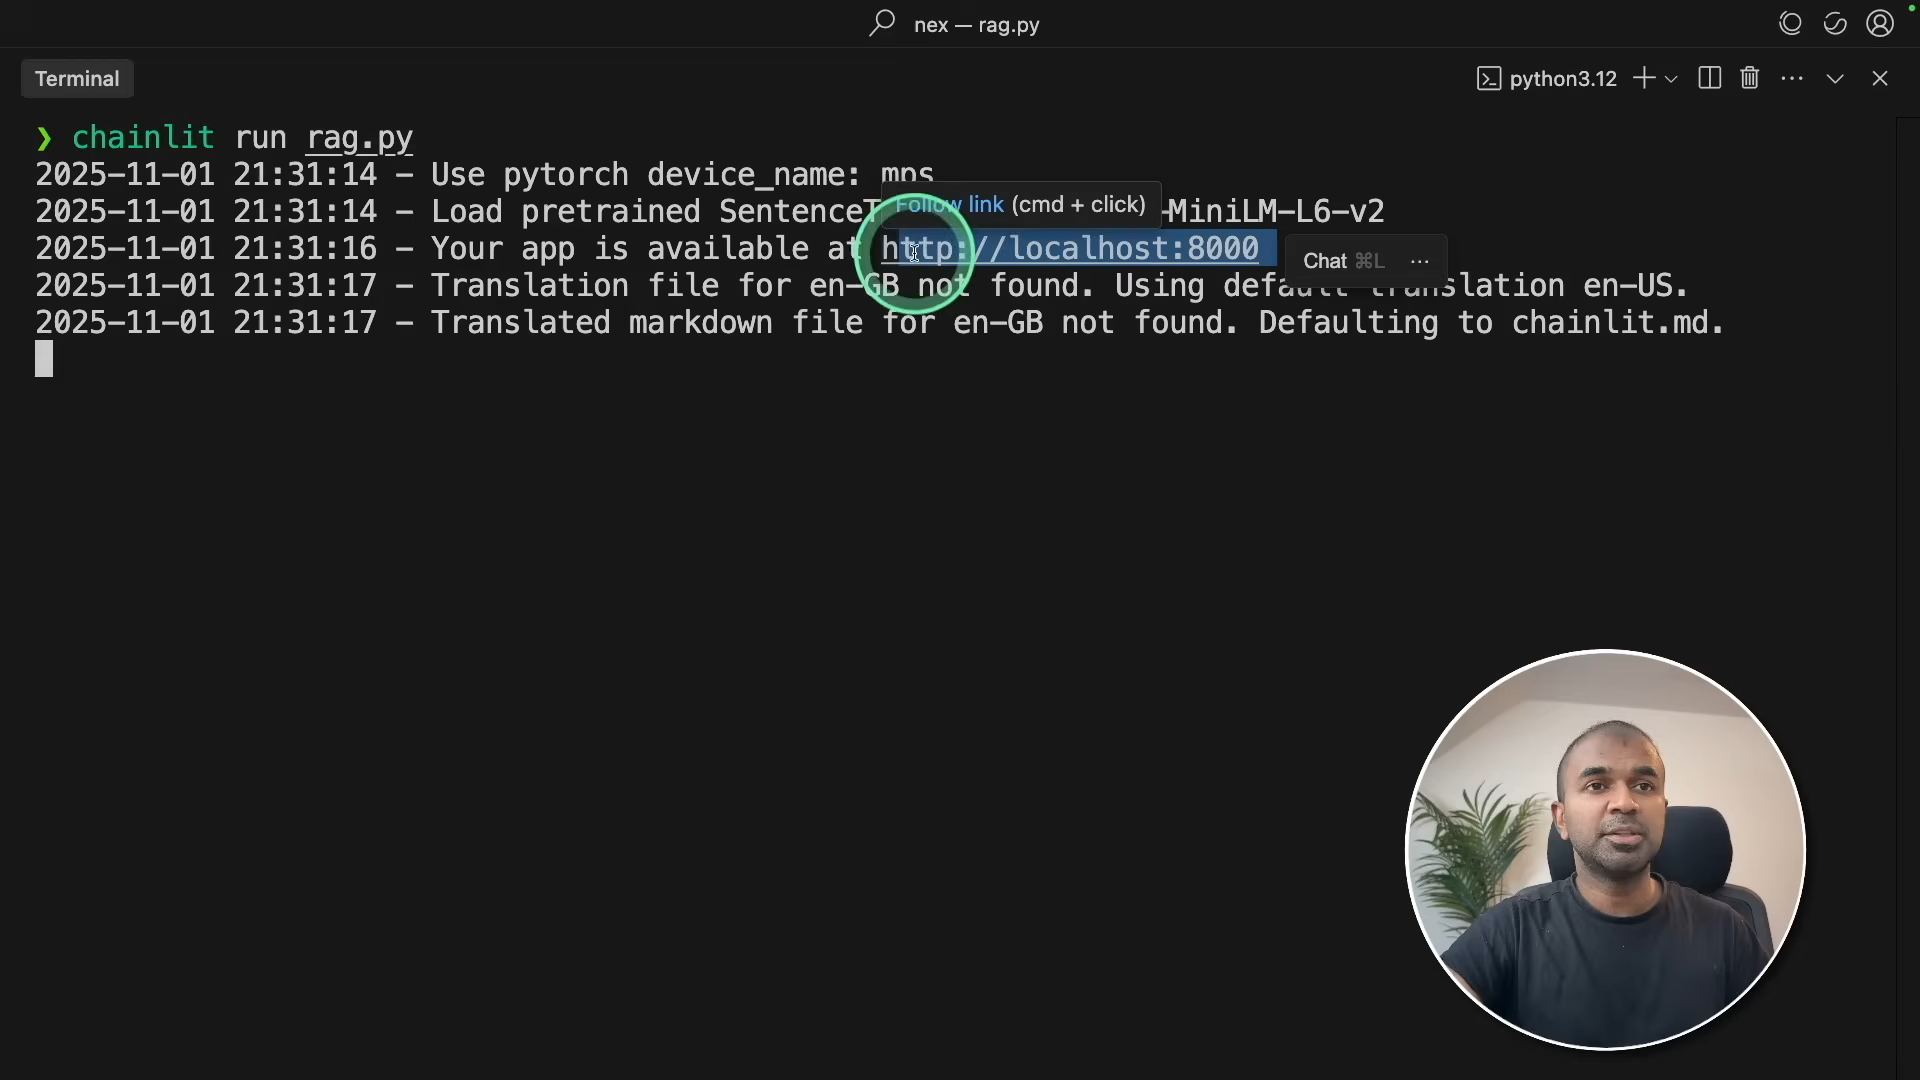 nex — rag.py
Terminal
python3.12
❯ chainlit run rag.py
2025-11-01 21:31:14 - Use pytorch device_name: mps
Follow link (cmd + click)
2025-11-01 21:31:14 - Load pretrained SentenceT -MiniLM-L6-v2
2025-11-01 21:31:16 - Your app is available at http://localhost:8000
Chat ⌘L ...
2025-11-01 21:31:17 - Translation file for en-GB not found. Using default translation en-US.
2025-11-01 21:31:17 - Translated markdown file for en-GB not found. Defaulting to chainlit.md.